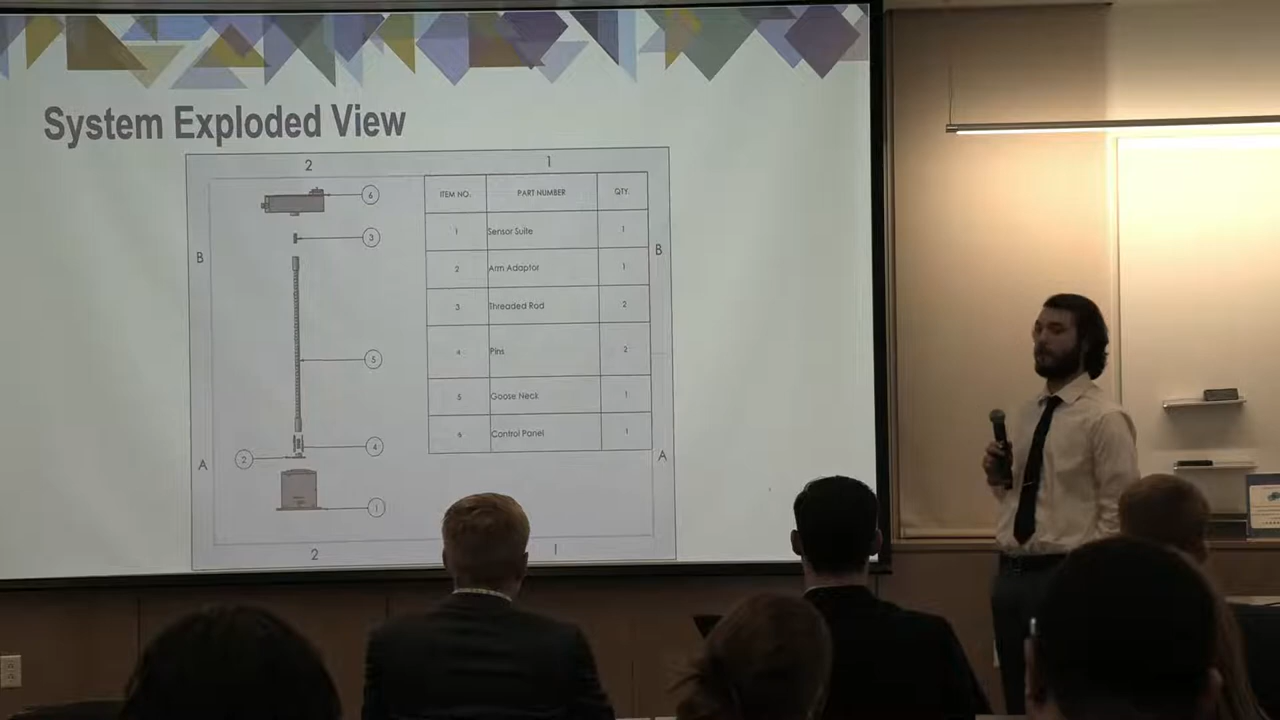 System Exploded View
2 1
6
3
B
5
4
2
A
1
2 1
ITEM NO. PART NUMBER QTY.
1 Sensor Suite 1
2 Arm Adaptor 1
3 Threaded Rod 2
4 Pins 2
5 Goose Neck 1
6 Control Panel 1
B
A